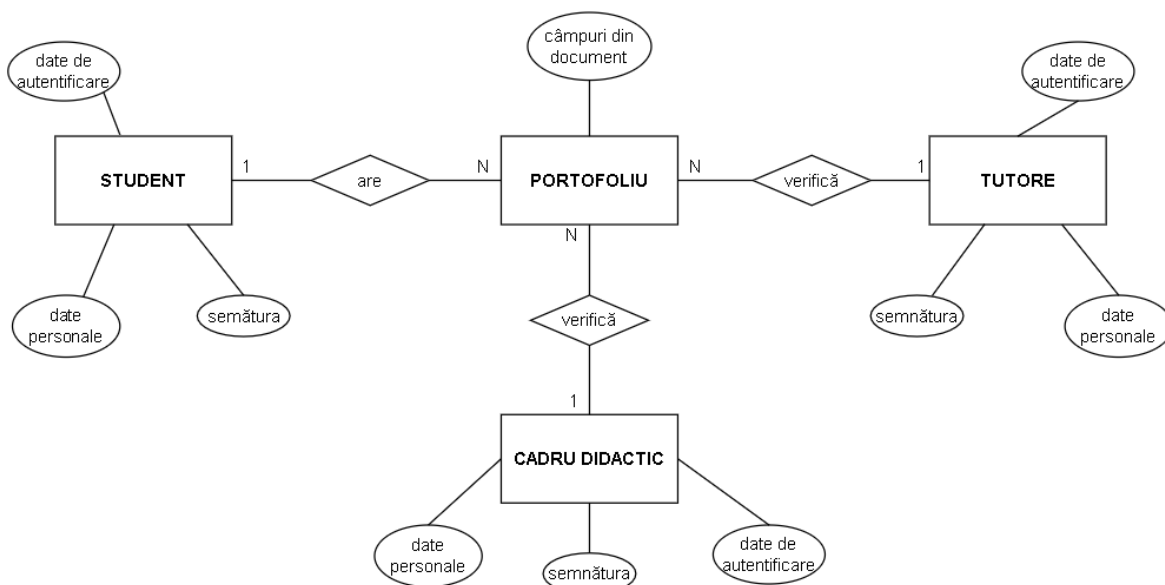 câmpuri din
document
date de
autentificare
date de
autentificare
STUDENT
1
are
N
PORTOFOLIU
N
verifică
1
TUTORE
N
date
personale
semătura
verifică
semnătura
date
personale
1
CADRU DIDACTIC
date
personale
semnătura
date de
autentificare